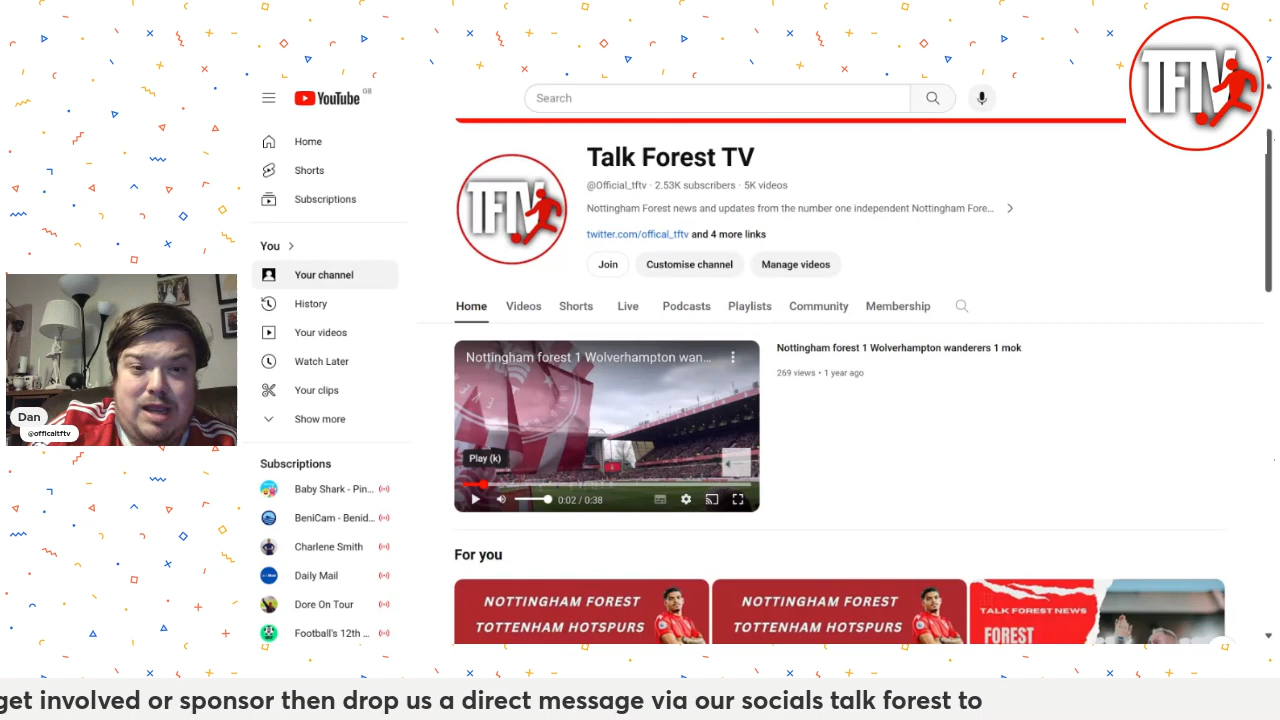 TFTV
YouTube GB
Search
Home
Shorts
Subscriptions
You
Your channel
History
Your videos
Watch Later
Your clips
Show more
Subscriptions
Baby Shark - Pin...
BeniCam - Benid...
Charlene Smith
Daily Mail
Dore On Tour
Football's 12th ...
TFTV
Talk Forest TV
@Official_tftv · 2.53K subscribers · 5K videos
Nottingham Forest news and updates from the number one independent Nottingham Fore...
twitter.com/offical_tftv and 4 more links
Join
Customise channel
Manage videos
Home
Videos
Shorts
Live
Podcasts
Playlists
Community
Membership
Nottingham forest 1 Wolverhampton wan...
Play (k)
0:02 / 0:38
Nottingham forest 1 Wolverhampton wanderers 1 mok
269 views • 1 year ago
For you
NOTTINGHAM FOREST
TOTTENHAM HOTSPURS
NOTTINGHAM FOREST
TOTTENHAM HOTSPURS
TALK FOREST NEWS
FOREST
Dan
@officaltftv
get involved or sponsor then drop us a direct message via our socials talk forest to